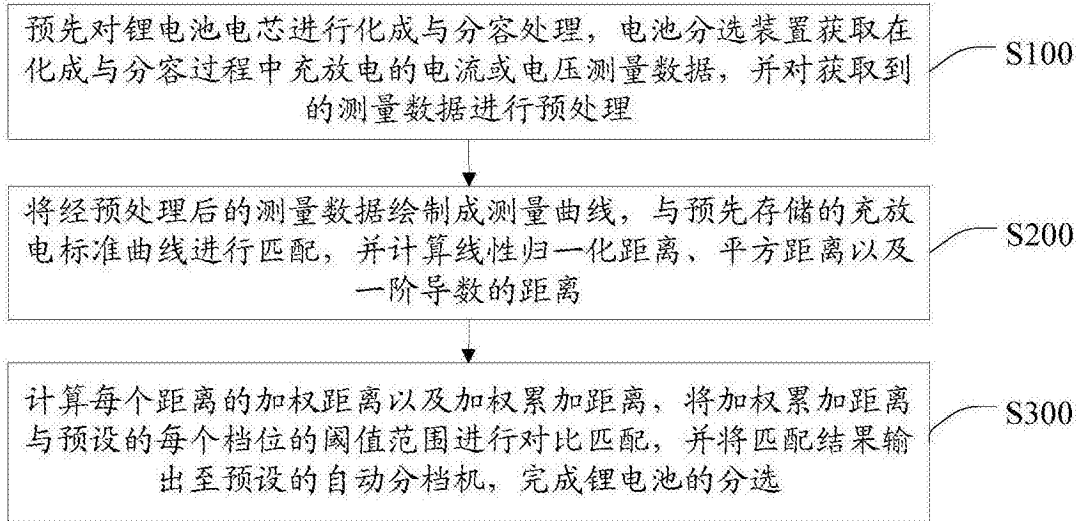 预先对锂电池电芯进行化成与分容处理，电池分选装置获取在
化成与分容过程中充放电的电流或电压测量数据，并对获取到
的测量数据进行预处理
S100
将经预处理后的测量数据绘制成测量曲线，与预先存储的充放
电标准曲线进行匹配，并计算线性归一化距离、平方距离以及
一阶导数的距离
S200
计算每个距离的加权距离以及加权累加距离，将加权累加距离
与预设的每个档位的阈值范围进行对比匹配，并将匹配结果输
出至预设的自动分档机，完成锂电池的分选
S300